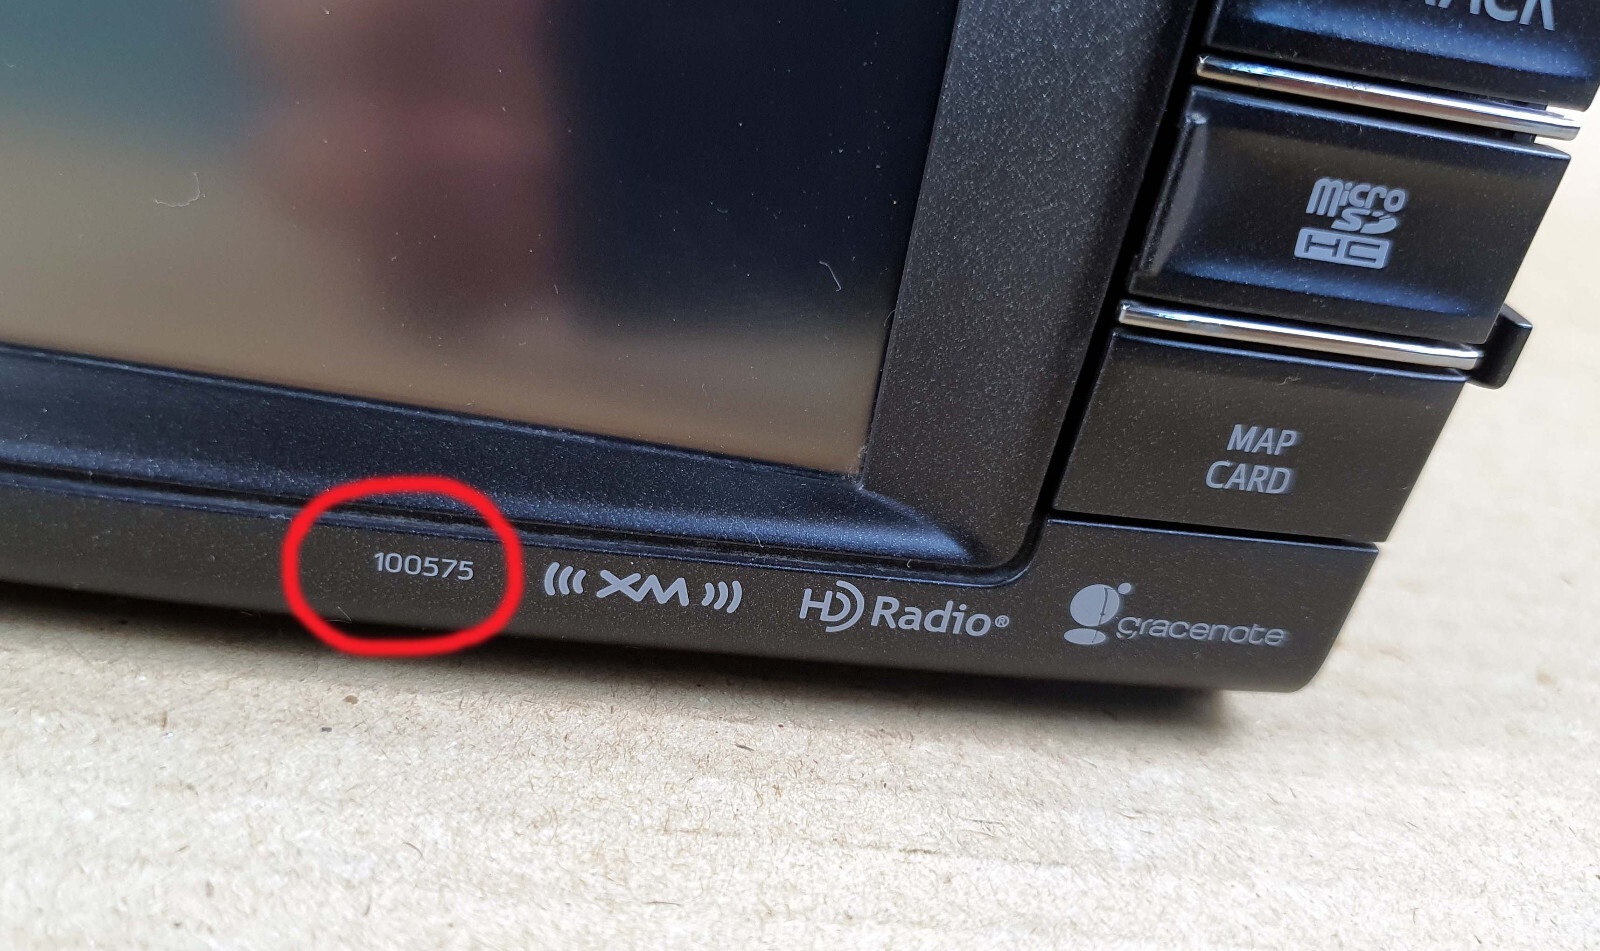 micro
SD
HC
MAP
CARD
100575
XM
HD Radio®
gracenote